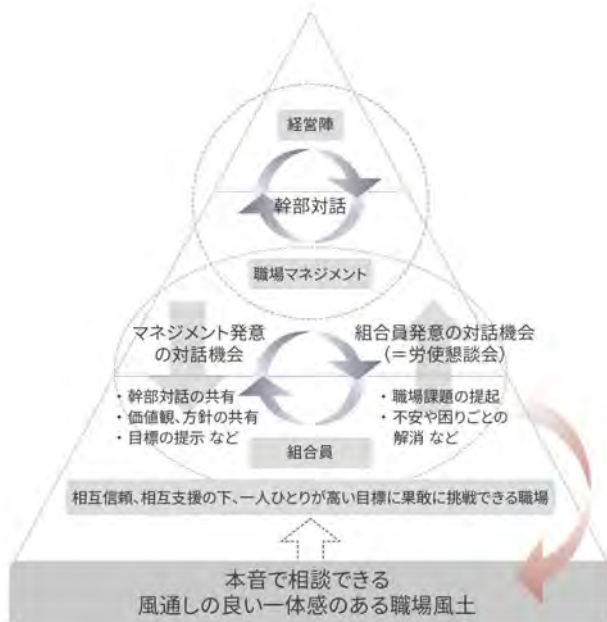 経営陣
幹部対話
職場マネジメント
マネジメント発意
の対話機会
・幹部対話の共有
・価値観、方針の共有
・目標の提示 など
組合員発意の対話機会
(＝労使懇談会)
・職場課題の提起
・不安や困りごとの
解消 など
組合員
相互信頼、相互支援の下、一人ひとりが高い目標に果敢に挑戦できる職場
本音で相談できる
風通しの良い一体感のある職場風土